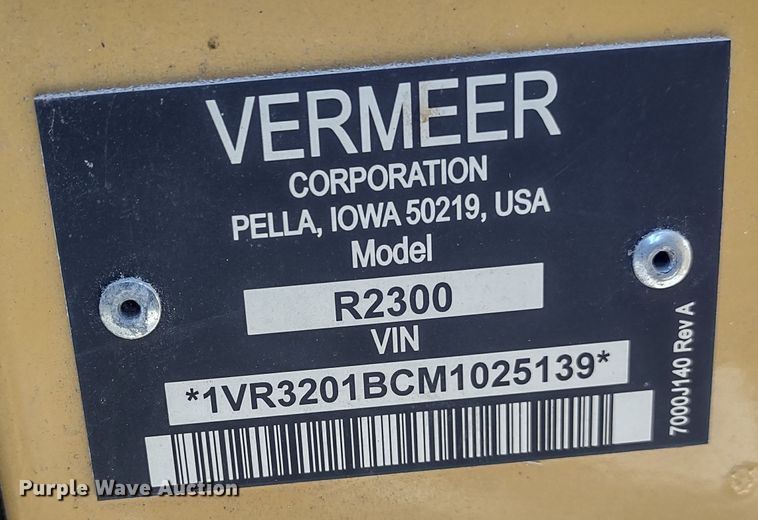 VERMEER
CORPORATION
PELLA, IOWA 50219, USA
Model
R2300
VIN
*1VR3201BCM1025139*
7000J140 Rev A
Purple Wave Auction